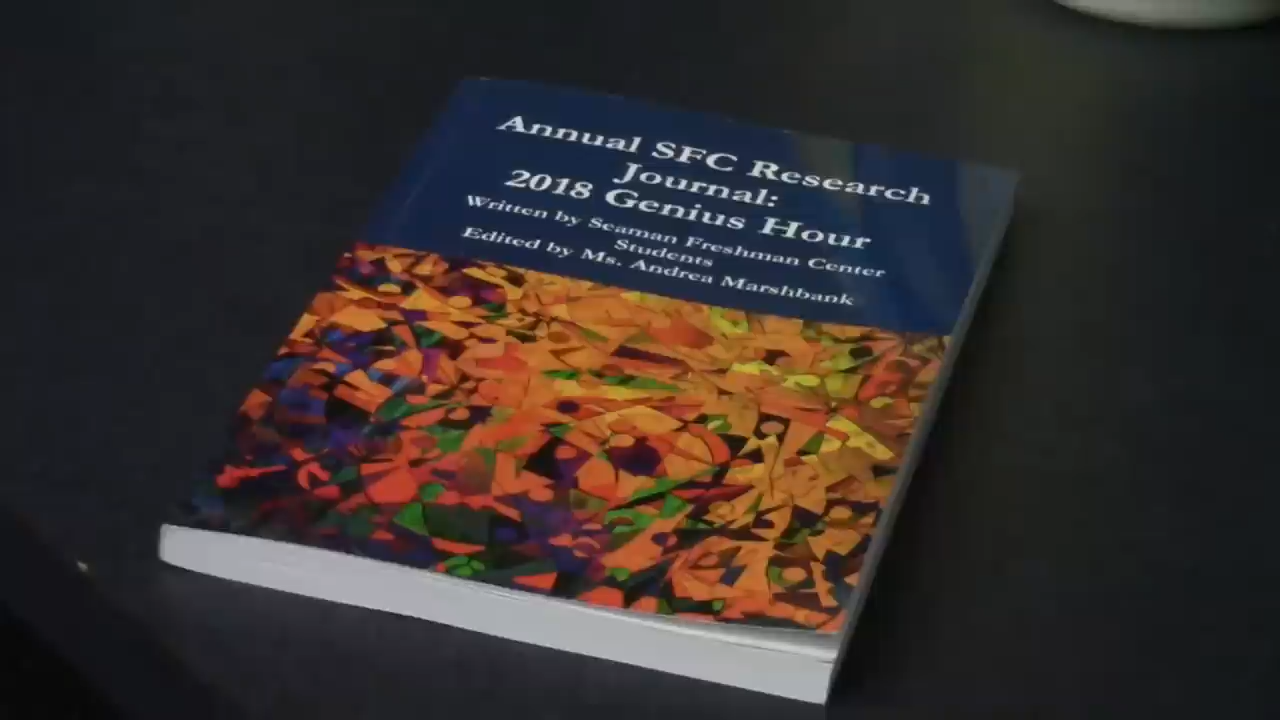 Annual SFC Research
Journal:
2018 Genius Hour
Written by Seaman Freshman Center
Students
Edited by Ms. Andrea Marshbank